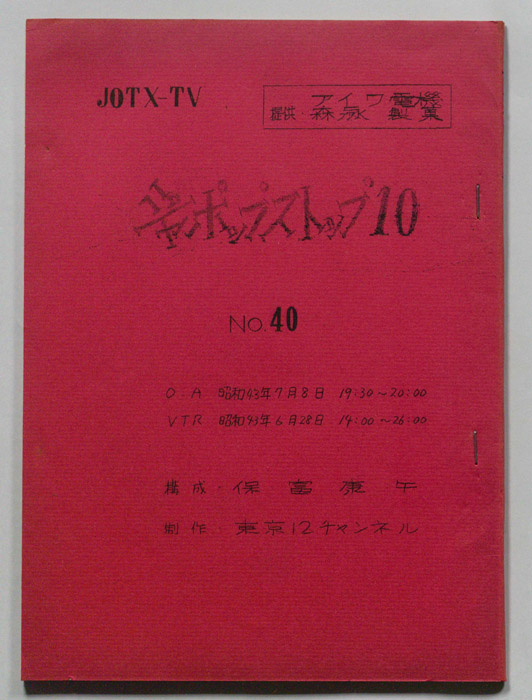 JOTX-TV
アイワ電機
提供・森永製菓
ポップストップ10
NO. 40
O.A 昭和43年7月8日 19:30～20:00
VTR 昭和43年6月28日 19:00～26:00
構成・保富康午
制作・東京12チャンネル